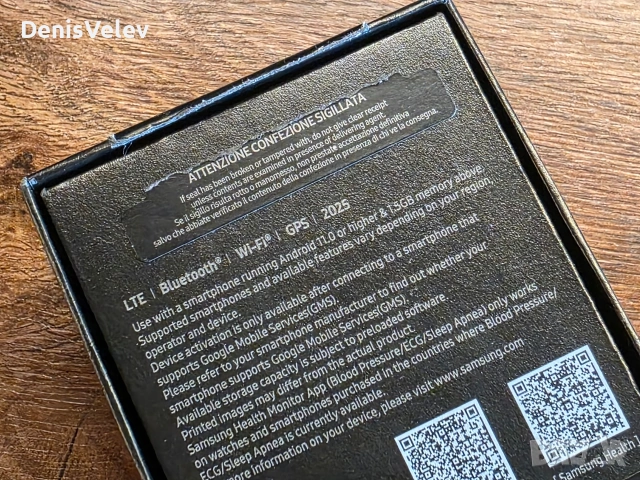 DenisVelev
ATTENZIONE CONFEZIONE SIGILLATA
If seal has been broken or tampered with, do not give clear receipt
unless contents are examined in presence of delivering agent.
Se il sigillo risulta rotto o manomesso, non prestate accettazione definitiva
salvo che abbiate verificato il contenuto della confezione in presenza di chi ve la consegna.
LTE | Bluetooth® | Wi-Fi® | GPS | 2025
Use with a smartphone running Android 11.0 or higher & 1.5GB memory above.
Supported smartphones and available features may vary depending on your region,
operator and device.
Device activation is only available after connecting to a smartphone that
supports Google Mobile Services(GMS).
Please refer to your smartphone manufacturer to find out whether your
smartphone supports Google Mobile Services(GMS).
Available storage capacity is subject to preloaded software.
Printed images may differ from the actual product.
Samsung Health Monitor App (Blood Pressure/ECG/Sleep Apnea) only works
on watches and smartphones purchased in the countries where Blood Pressure/
ECG/Sleep Apnea is currently available.
more information on your device, please visit www.samsung.com
of Samsung Health
BAZAR